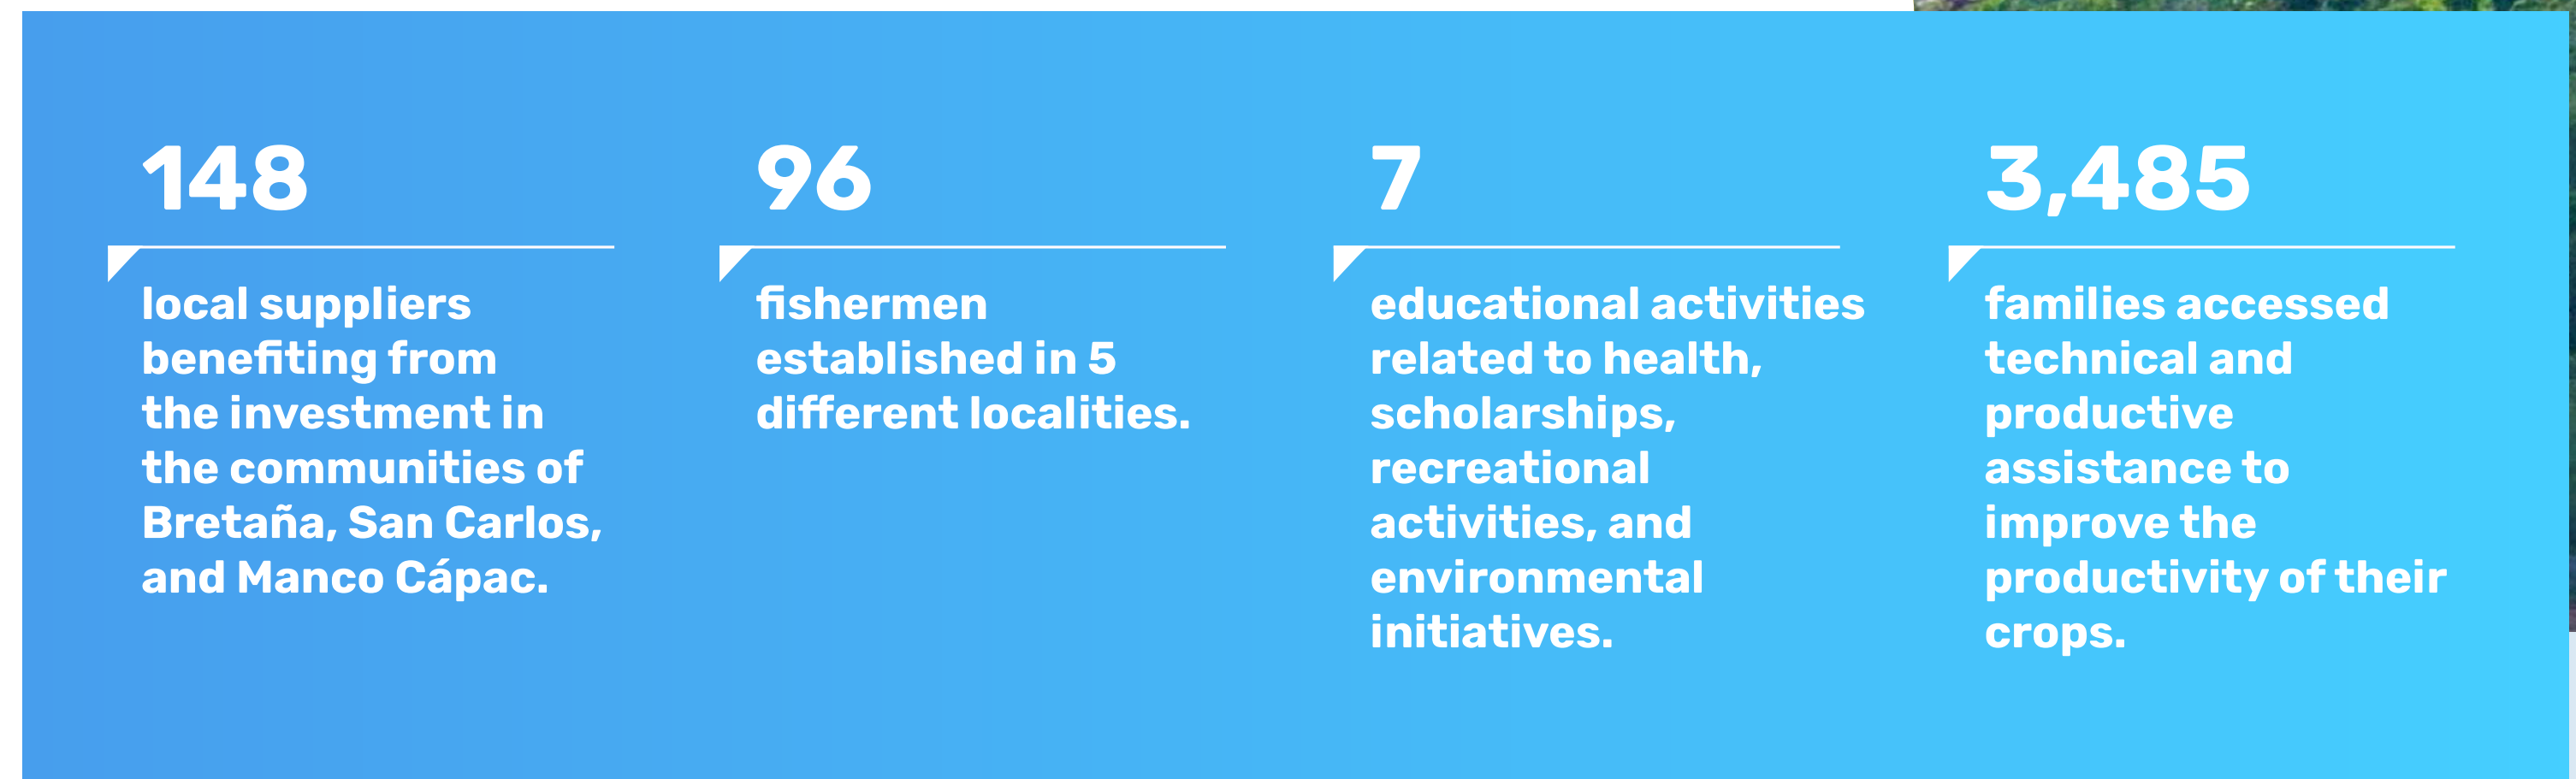 148
local suppliers
benefiting from
the investment in
the communities of
Bretaña, San Carlos,
and Manco Cápac.
96
fishermen
established in 5
different localities.
7
educational activities
related to health,
scholarships,
recreational
activities, and
environmental
initiatives.
3,485
families accessed
technical and
productive
assistance to
improve the
productivity of their
crops.